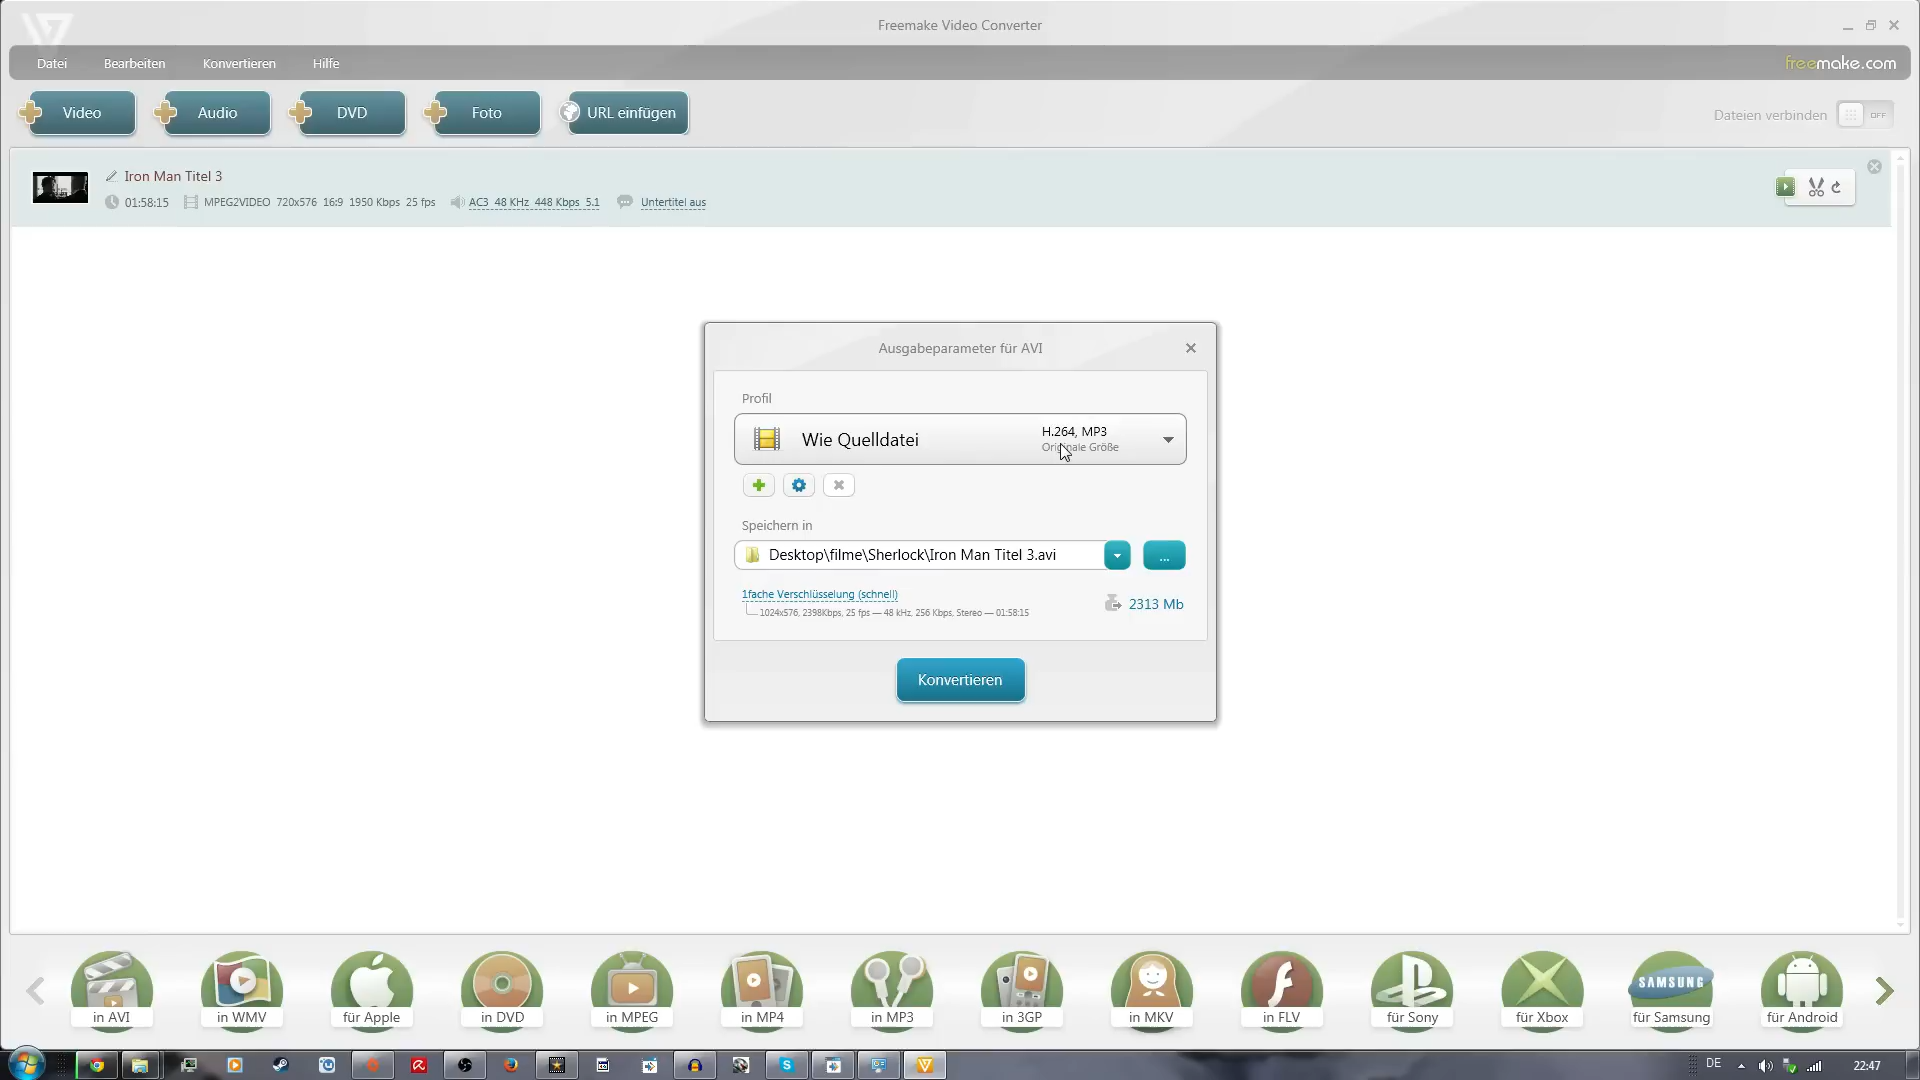 Freemake Video Converter
Datei Bearbeiten Konvertieren Hilfe freemake.com
Video Audio DVD Foto URL einfügen Dateien verbinden OFF
Iron Man Titel 3
01:58:15 MPEG2VIDEO 720x576 16:9 1950 Kbps 25 fps AC3 48 KHz 448 Kbps 5.1 Untertitel aus
Ausgabeparameter für AVI
Profil
Wie Quelldatei
H.264, MP3
Originale Größe
Speichern in
Desktop\filme\Sherlock\Iron Man Titel 3.avi ...
1fache Verschlüsselung (schnell)
1024x576, 2398Kbps, 25 fps — 48 kHz, 256 Kbps, Stereo — 01:58:15
2313 Mb
Konvertieren
SAMSUNG
in AVI in WMV für Apple in DVD in MPEG in MP4 in MP3 in 3GP in MKV in FLV für Sony für Xbox für Samsung für Android
DE 22:47